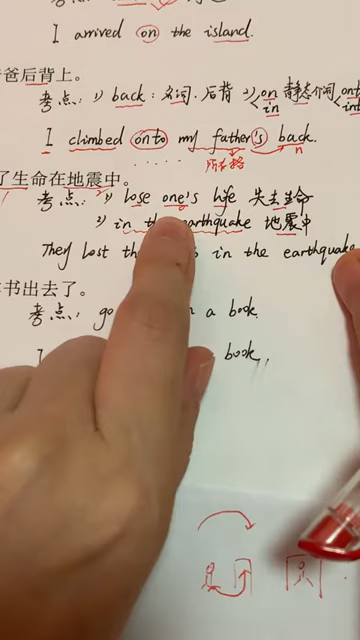 I arrived on the island.
爸后背上。
考点: 1) back: 名词. 后背 2) on 静态介词 onto
in int
I climbed onto my father's back.
所有格 n
了生命在地震中。
考点: 1) lose one's life 失去生命
2) in the earthquake 地震中
They lost in the earthquake
书出去了。
考点: go a book.
I book.